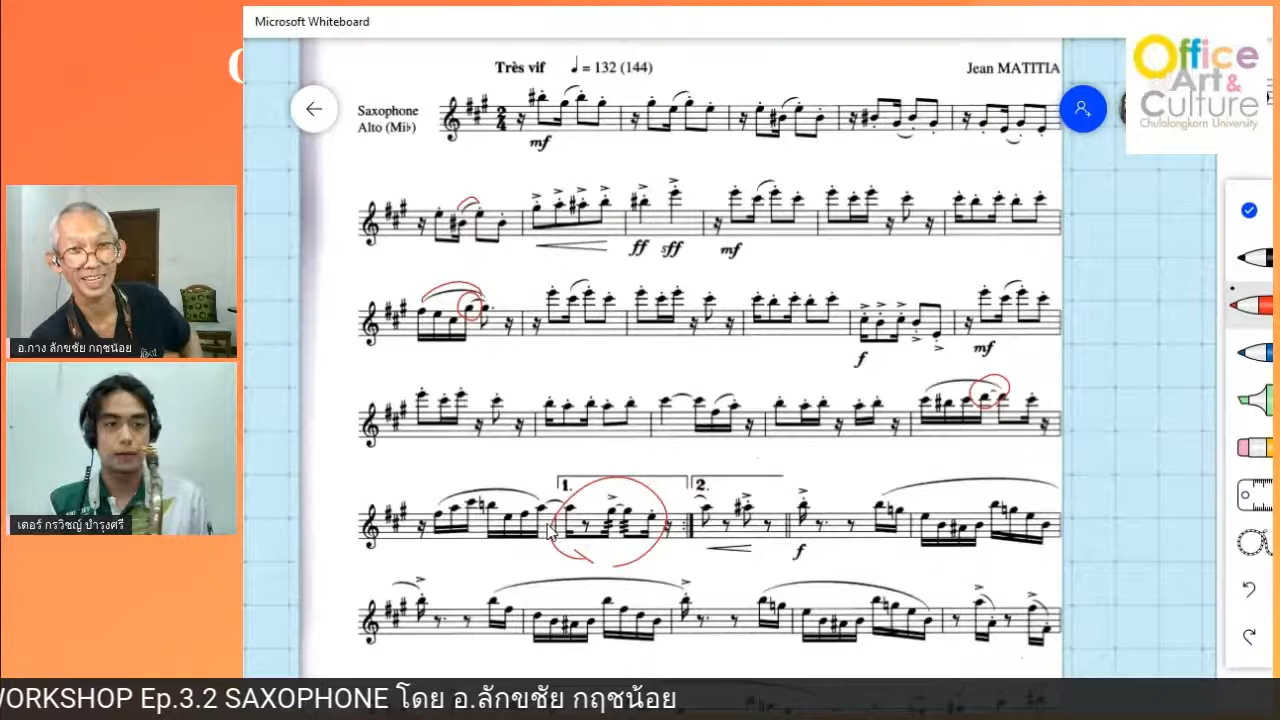 Microsoft Whiteboard
Office
of
Art &
Culture
Chulalongkorn University
Très vif ♩ = 132 (144)
Jean MATITIA
Saxophone
Alto (Mi♭)
2
4
mf
ff sff mf
f mf
1. 2.
f
อ.กาง ลักขชัย กฤชน้อย
เตอร์ กรวิชญ์ บำรุงศรี
WORKSHOP Ep.3.2 SAXOPHONE โดย อ.ลักขชัย กฤชน้อย